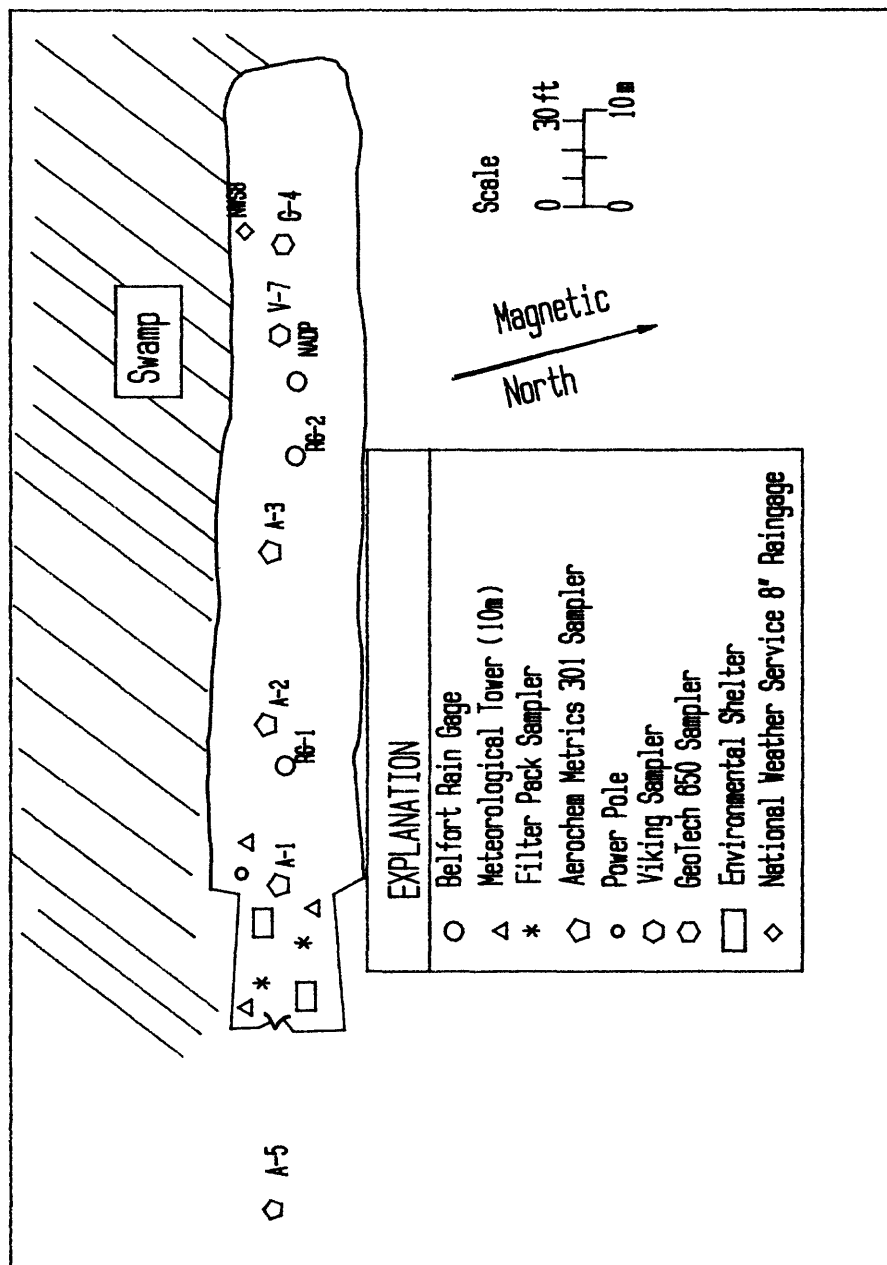 Swamp
NWS8
G-4
V-7
NADP
RG-2
A-3
A-2
RG-1
A-1
A-5
Scale
0 30 ft
0 10 m
Magnetic
North
EXPLANATION
Belfort Rain Gage
Meteorological Tower (10m)
Filter Pack Sampler
Aerochem Metrics 301 Sampler
Power Pole
Viking Sampler
GeoTech 650 Sampler
Environmental Shelter
National Weather Service 8" Raingage